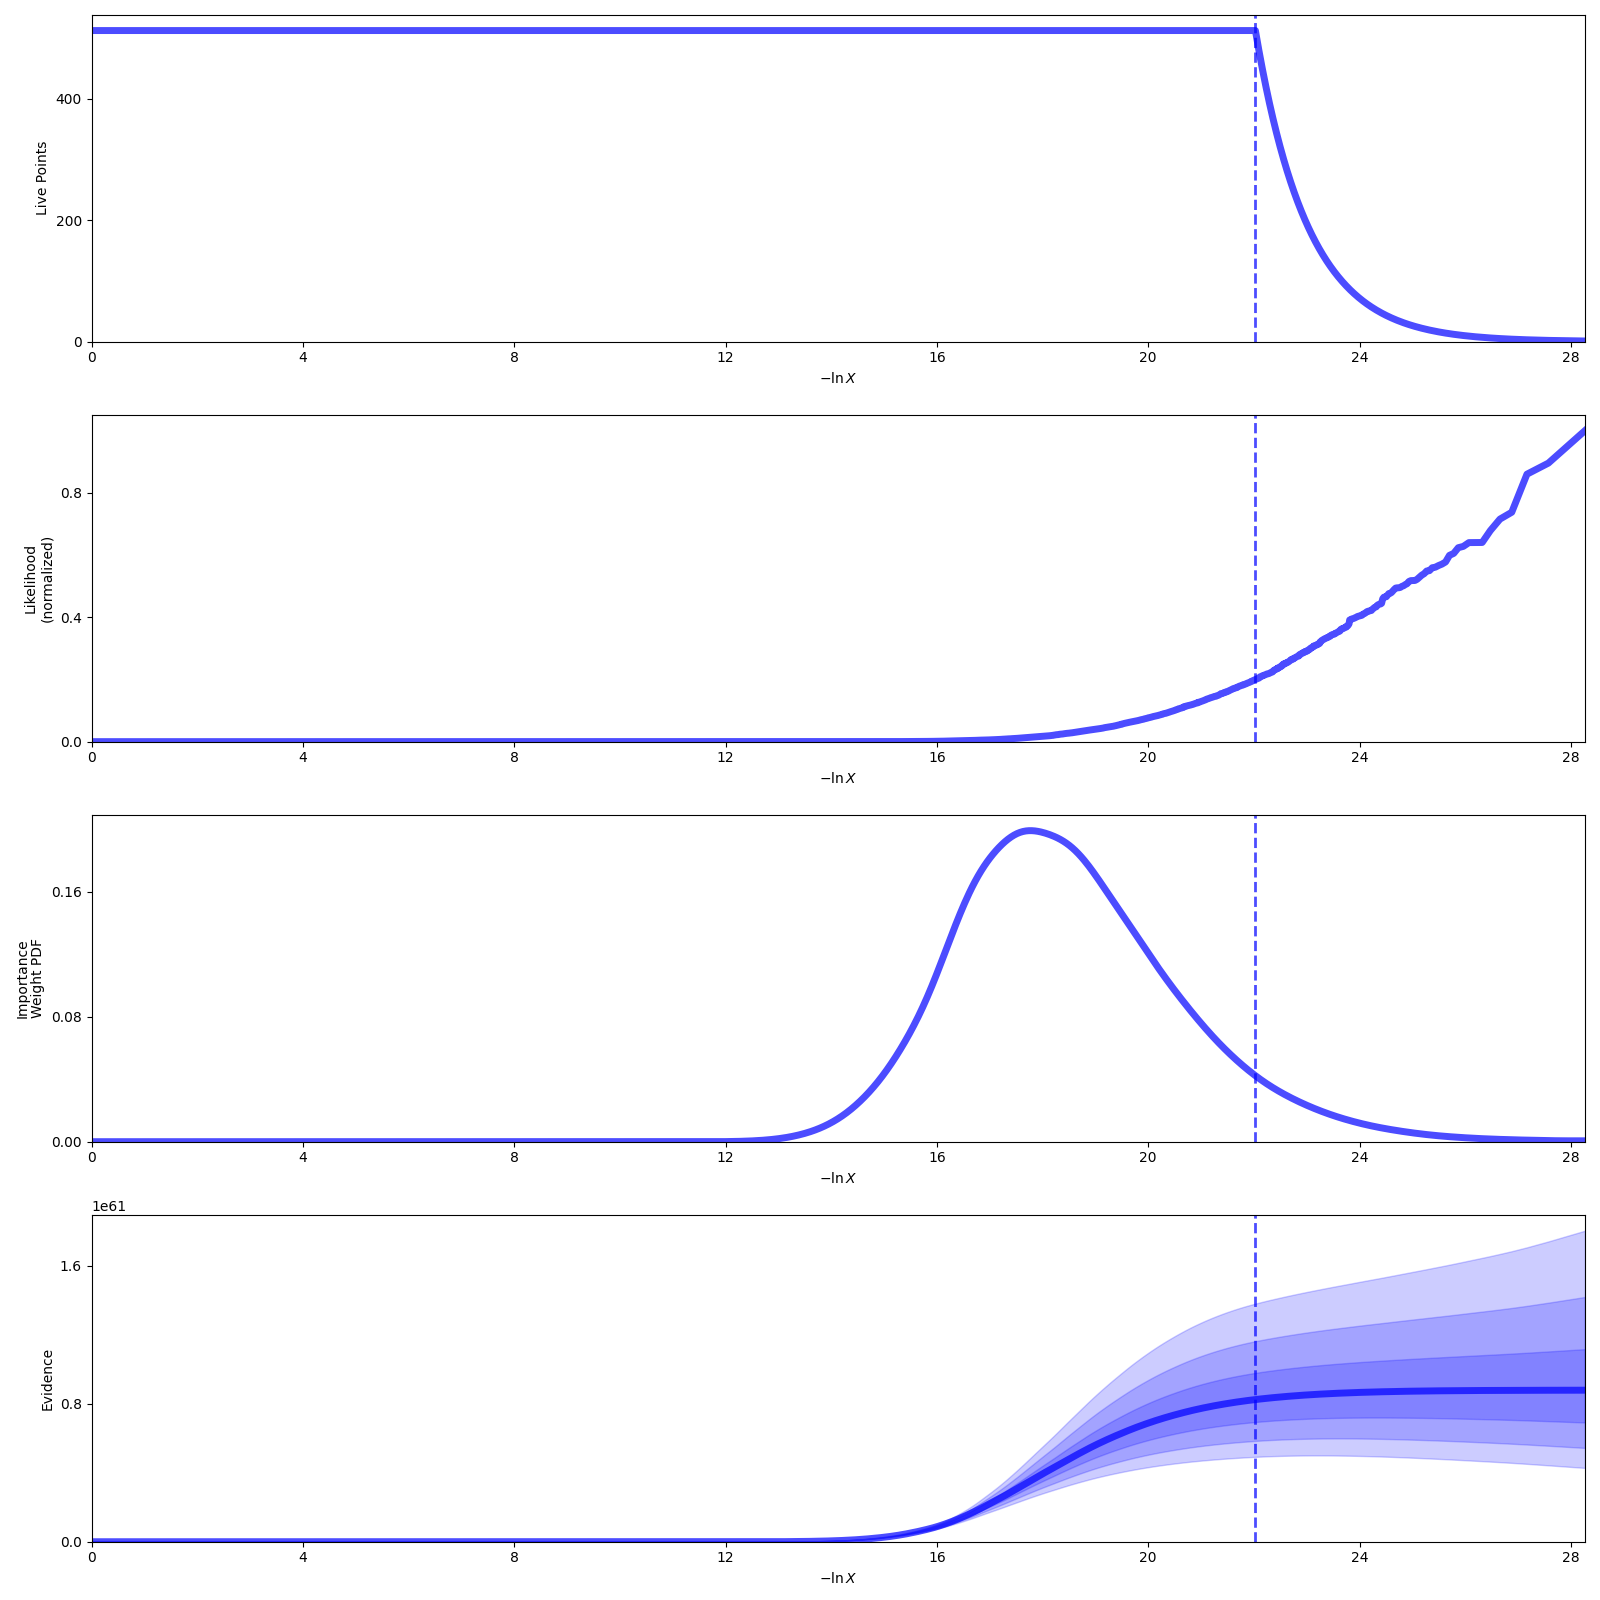 400
200
0
Live Points
0 4 8 12 16 20 24 28
−ln X
0.8
0.4
0.0
Likelihood
(normalized)
0 4 8 12 16 20 24 28
−ln X
0.16
0.08
0.00
Importance
Weight PDF
0 4 8 12 16 20 24 28
−ln X
1e61
1.6
0.8
0.0
Evidence
0 4 8 12 16 20 24 28
−ln X